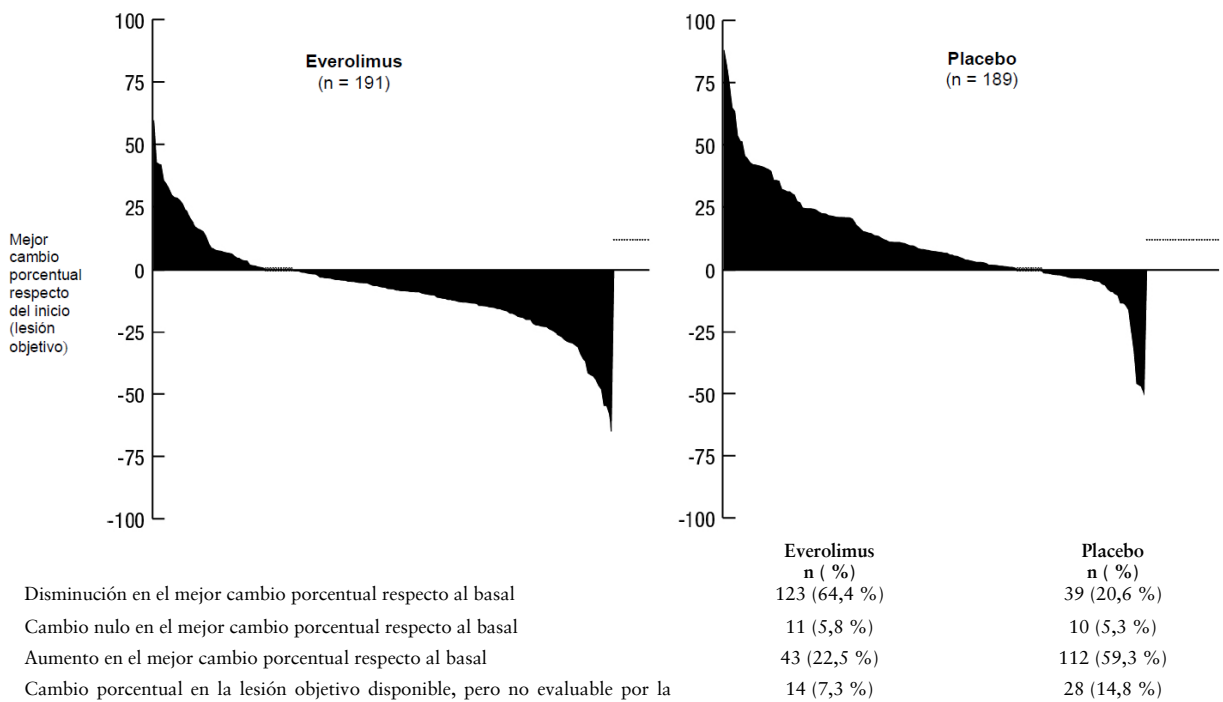 100
75
50
25
0
-25
-50
-75
-100
Everolimus
(n = 191)
Mejor
cambio
porcentual
respecto
del inicio
(lesión
objetivo)
100
75
50
25
0
-25
-50
-75
-100
Placebo
(n = 189)
Everolimus Placebo
n ( %) n (%)
Disminución en el mejor cambio porcentual respecto al basal 123 (64,4 %) 39 (20,6 %)
Cambio nulo en el mejor cambio porcentual respecto al basal 11 (5,8 %) 10 (5,3 %)
Aumento en el mejor cambio porcentual respecto al basal 43 (22,5 %) 112 (59,3 %)
Cambio porcentual en la lesión objetivo disponible, pero no evaluable por la 14 (7,3 %) 28 (14,8 %)